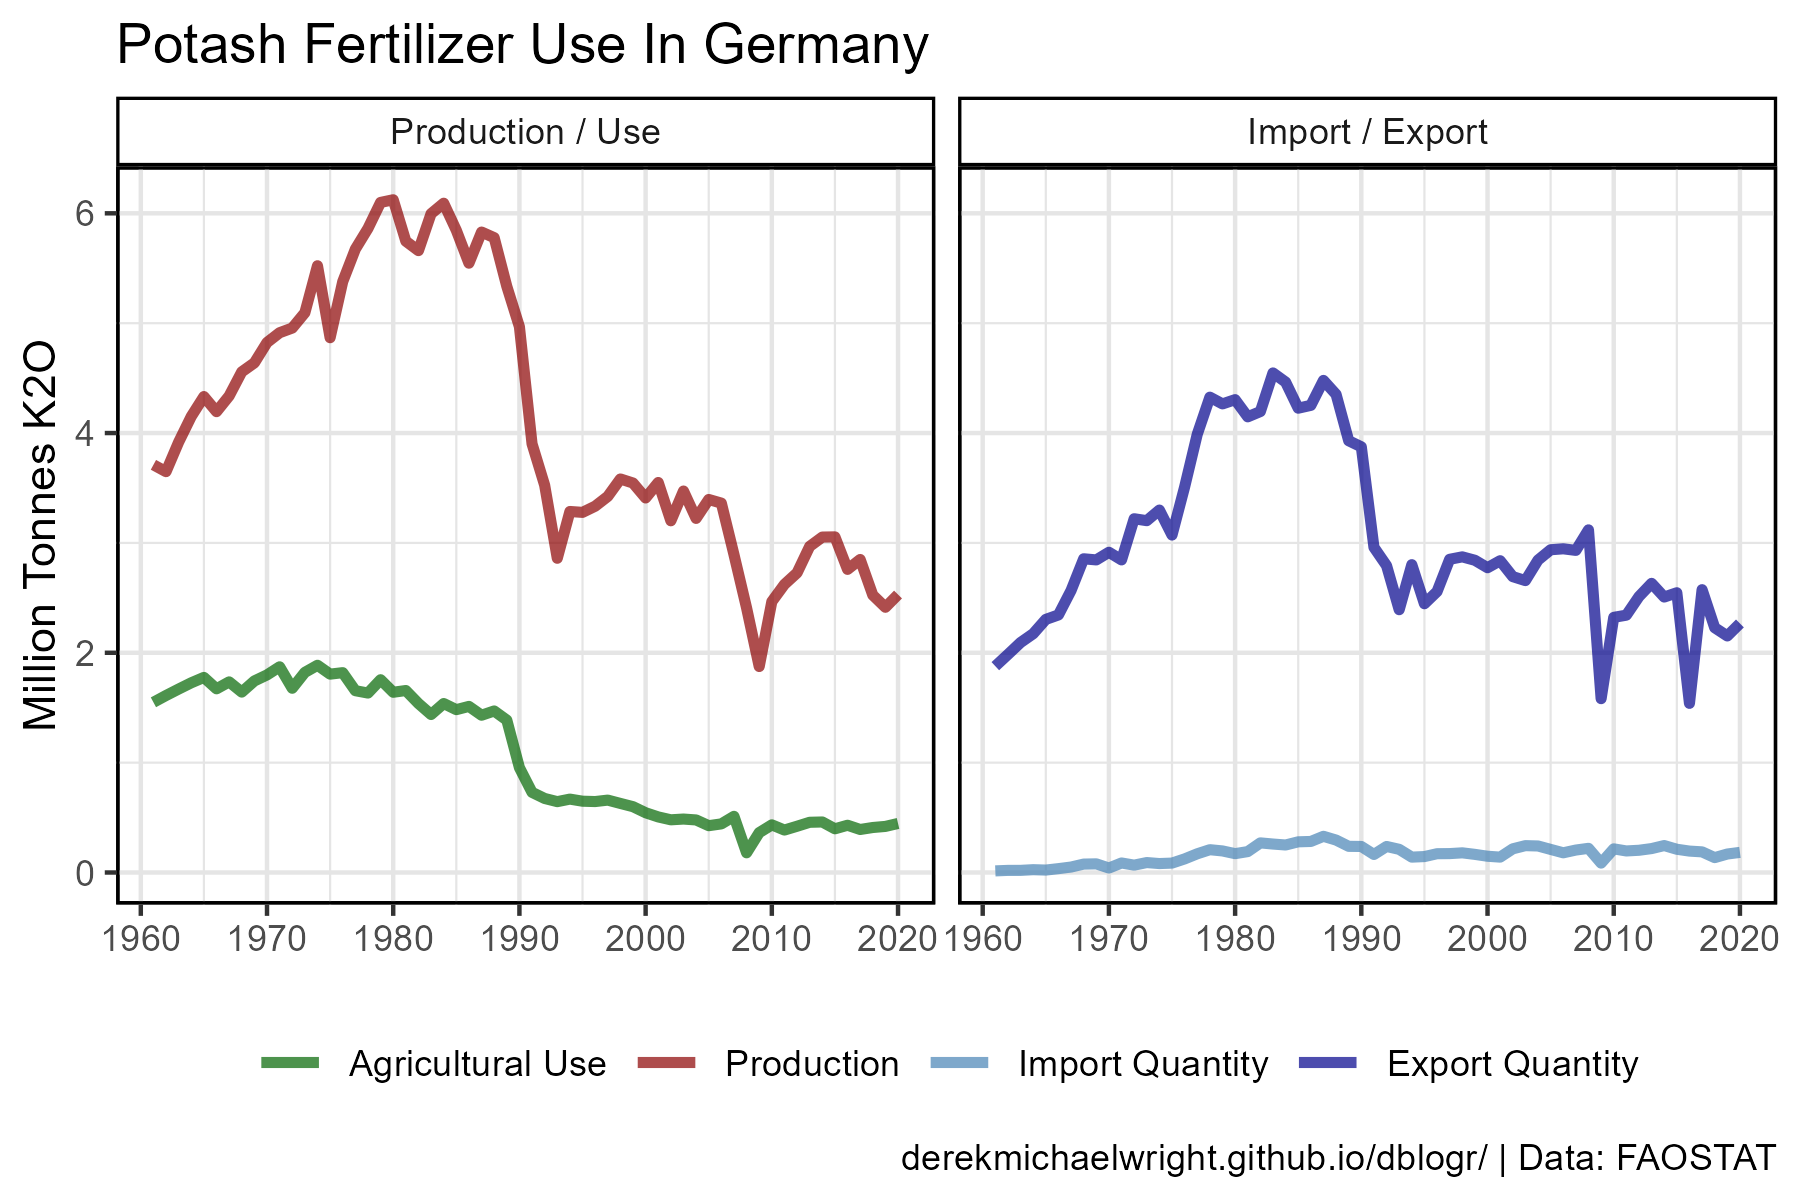 Potash Fertilizer Use In Germany
Production / Use
Import / Export
Million Tonnes K2O
6
4
2
0
1960 1970 1980 1990 2000 2010 2020
1960 1970 1980 1990 2000 2010 2020
Agricultural Use Production Import Quantity Export Quantity
derekmichaelwright.github.io/dblogr/ | Data: FAOSTAT